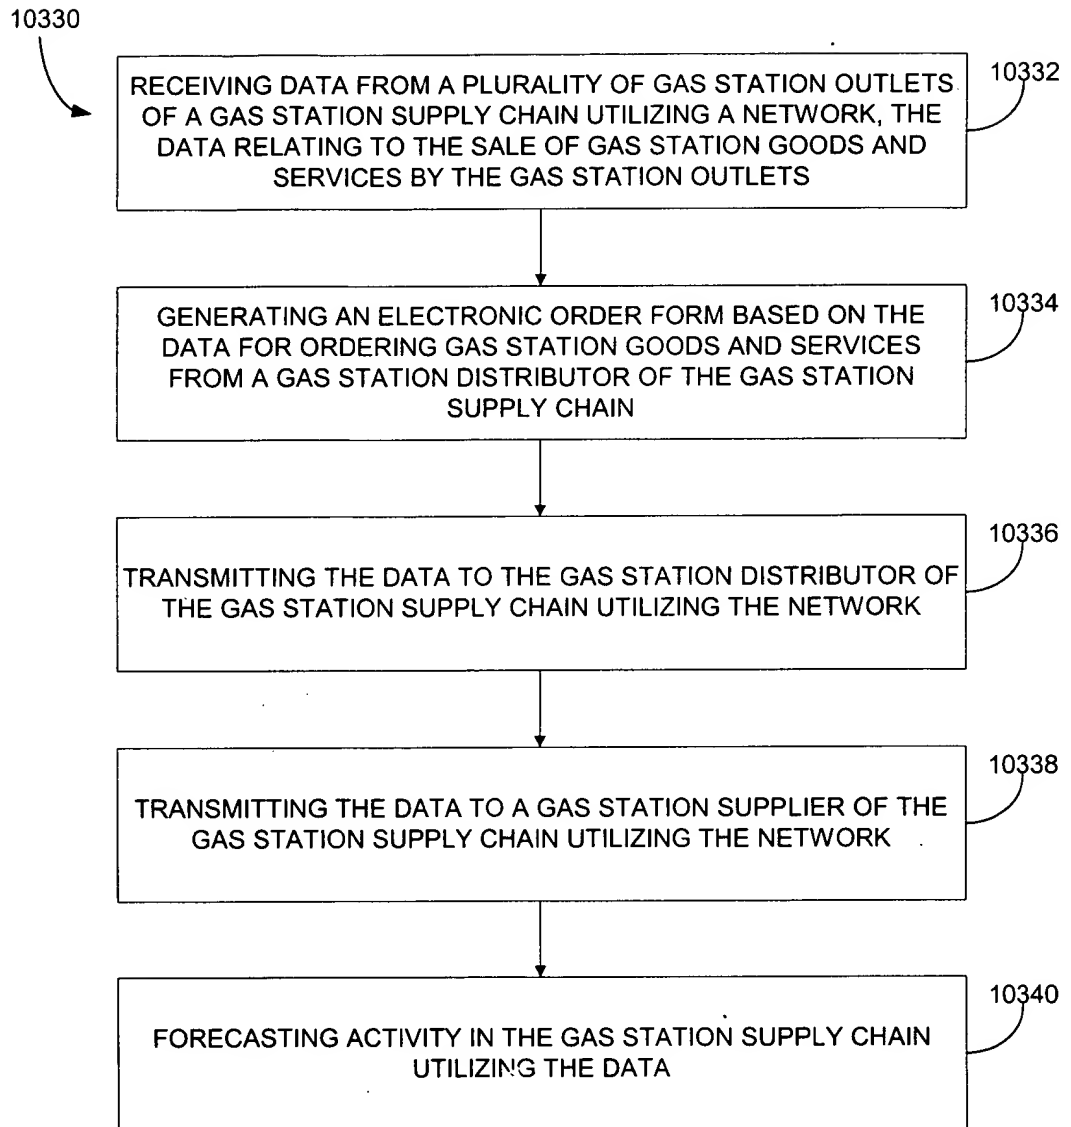 10330
RECEIVING DATA FROM A PLURALITY OF GAS STATION OUTLETS
OF A GAS STATION SUPPLY CHAIN UTILIZING A NETWORK, THE
DATA RELATING TO THE SALE OF GAS STATION GOODS AND
SERVICES BY THE GAS STATION OUTLETS
10332
GENERATING AN ELECTRONIC ORDER FORM BASED ON THE
DATA FOR ORDERING GAS STATION GOODS AND SERVICES
FROM A GAS STATION DISTRIBUTOR OF THE GAS STATION
SUPPLY CHAIN
10334
TRANSMITTING THE DATA TO THE GAS STATION DISTRIBUTOR OF
THE GAS STATION SUPPLY CHAIN UTILIZING THE NETWORK
10336
TRANSMITTING THE DATA TO A GAS STATION SUPPLIER OF THE
GAS STATION SUPPLY CHAIN UTILIZING THE NETWORK
10338
FORECASTING ACTIVITY IN THE GAS STATION SUPPLY CHAIN
UTILIZING THE DATA
10340